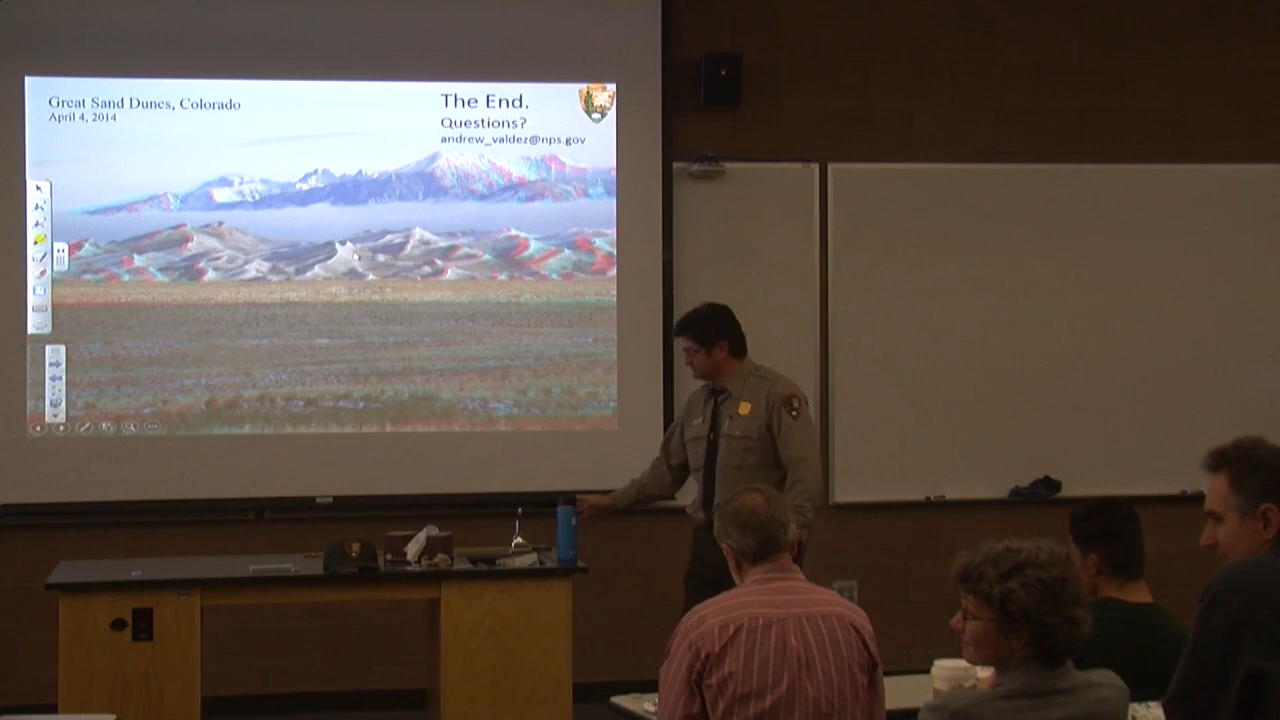 Great Sand Dunes, Colorado
April 4, 2014
The End.
Questions?
andrew_valdez@nps.gov